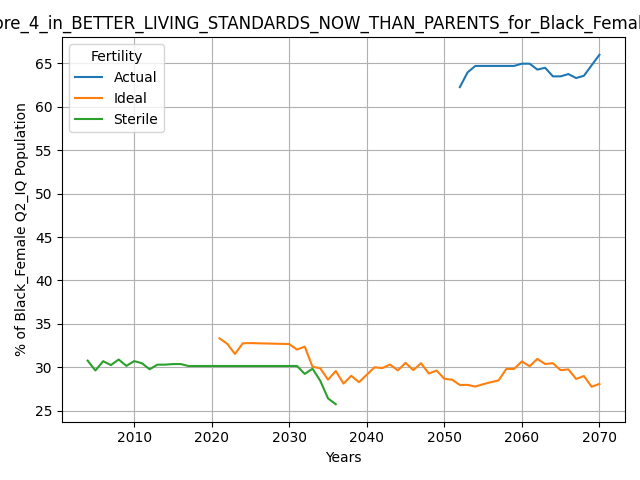 ore_4_in_BETTER_LIVING_STANDARDS_NOW_THAN_PARENTS_for_Black_Femal
Fertility
Actual
Ideal
Sterile
% of Black_Female Q2_IQ Population
65
60
55
50
45
40
35
30
25
2010 2020 2030 2040 2050 2060 2070
Years